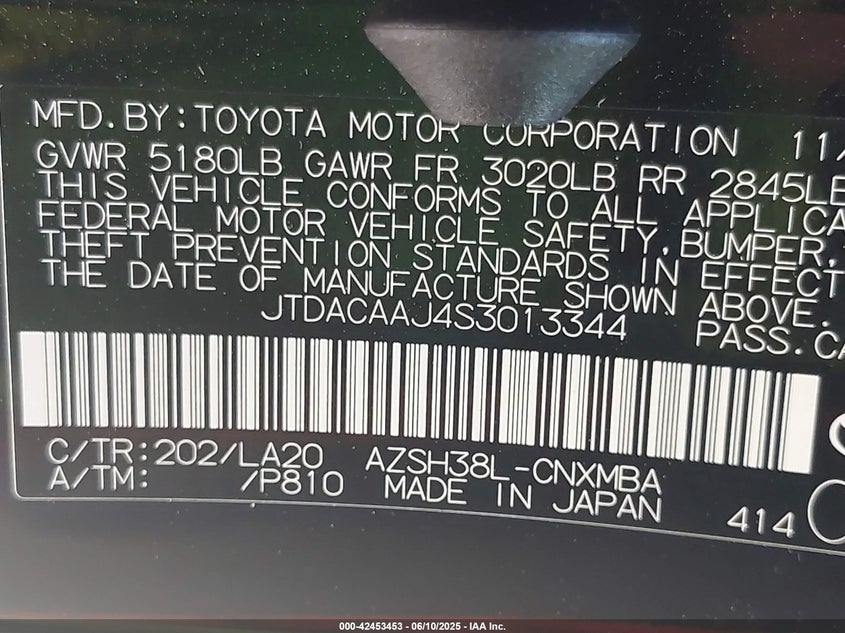 MFD.BY:TOYOTA MOTOR CORPORATION 11/
GVWR 5180LB GAWR FR 3020LB RR 2845LB
THIS VEHICLE CONFORMS TO ALL APPLICA
FEDERAL MOTOR VEHICLE SAFETY,BUMPER,
THEFT PREVENTION STANDARDS IN EFFECT
THE DATE OF MANUFACTURE SHOWN ABOVE.
JTDACAAJ4S3013344 PASS.CA
C/TR:202/LA20 AZSH38L-CNXMBA
A/TM: /P810 MADE IN JAPAN 414
000-42453453 - 06/10/2025 - IAA Inc.